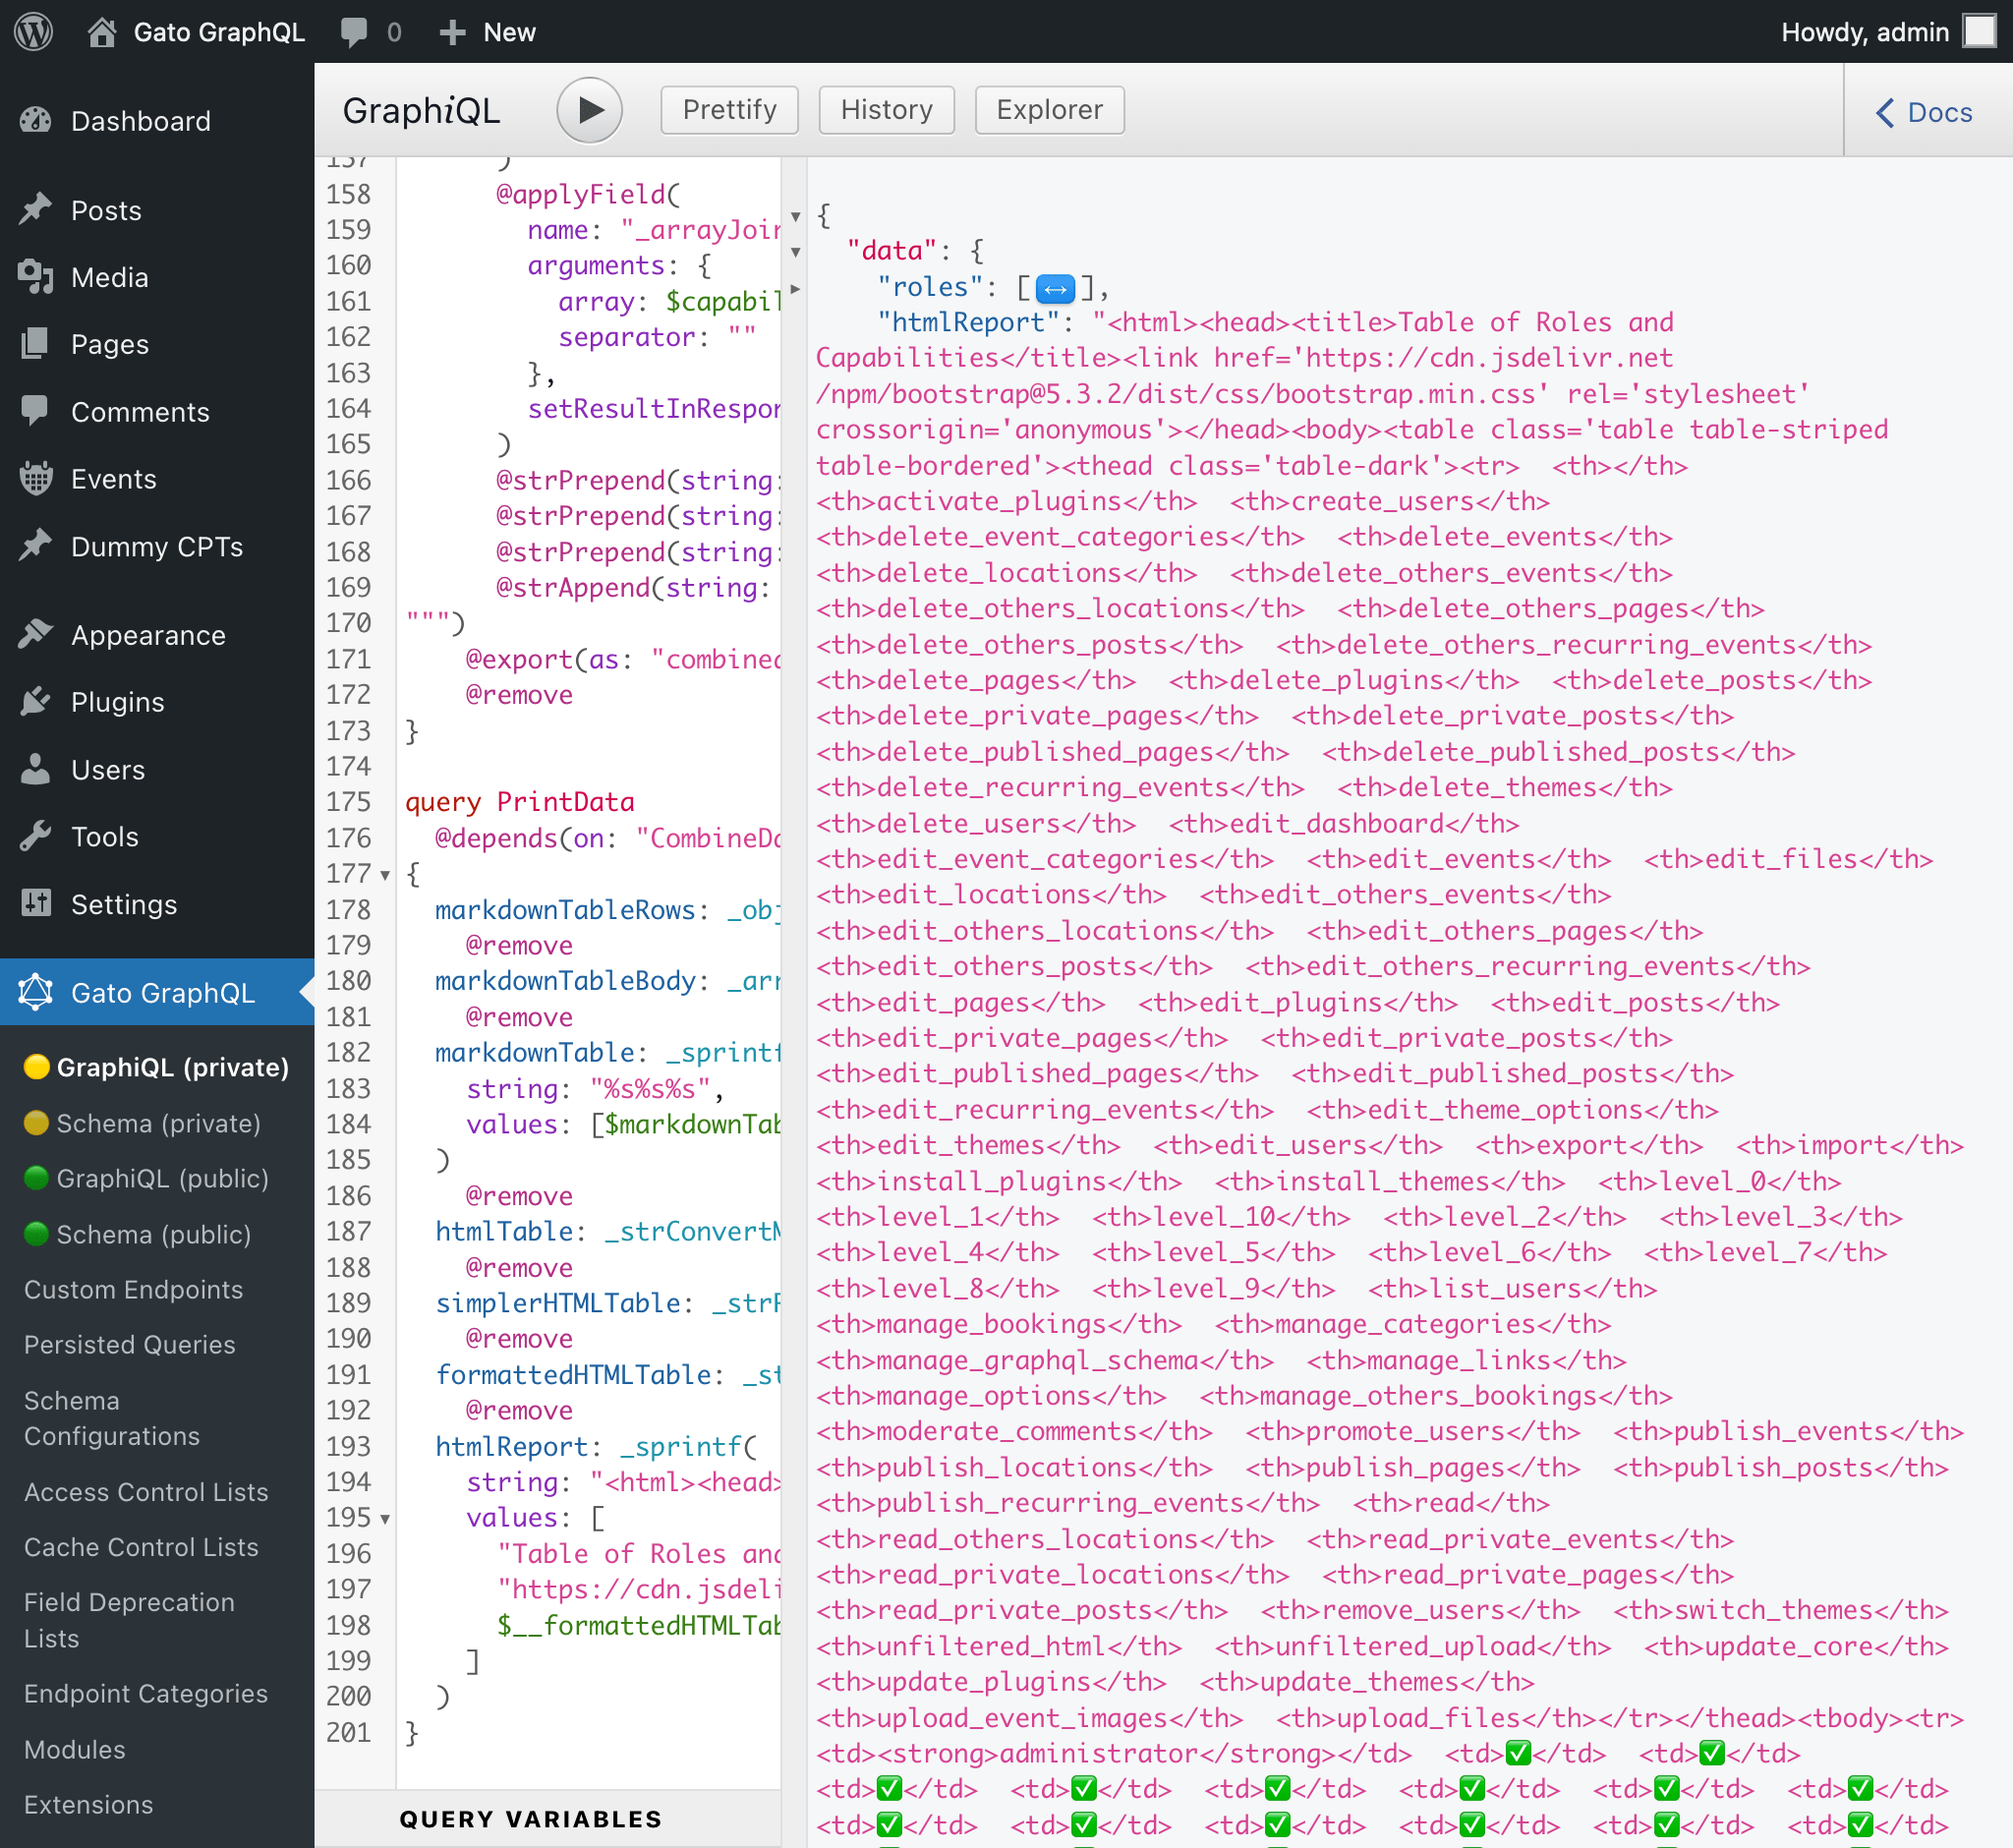 Gato GraphQL
0
New
Howdy, admin
Dashboard
Posts
Media
Pages
Comments
Events
Dummy CPTs
Appearance
Plugins
Users
Tools
Settings
Gato GraphQL
GraphiQL (private)
Schema (private)
GraphiQL (public)
Schema (public)
Custom Endpoints
Persisted Queries
Schema
Configurations
Access Control Lists
Cache Control Lists
Field Deprecation
Lists
Endpoint Categories
Modules
Extensions
GraphiQL
Prettify
History
Explorer
Docs
157 )
158 @applyField(
159 name: "_arrayJoin
160 arguments: {
161 array: $capabil
162 separator: ""
163 },
164 setResultInRespon
165 )
166 @strPrepend(string:
167 @strPrepend(string:
168 @strPrepend(string:
169 @strAppend(string:
170 """)
171 @export(as: "combined
172 @remove
173 }
174
175 query PrintData
176 @depends(on: "CombineDa
177 {
178 markdownTableRows: _obj
179 @remove
180 markdownTableBody: _arr
181 @remove
182 markdownTable: _sprintf
183 string: "%s%s%s",
184 values: [$markdownTab
185 )
186 @remove
187 htmlTable: _strConvertM
188 @remove
189 simplerHTMLTable: _strR
190 @remove
191 formattedHTMLTable: _st
192 @remove
193 htmlReport: _sprintf(
194 string: "<html><head>
195 values: [
196 "Table of Roles and
197 "https://cdn.jsdeli
198 $__formattedHTMLTab
199 ]
200 )
201 }
QUERY VARIABLES
{
"data": {
"roles": [↔],
"htmlReport": "<html><head><title>Table of Roles and
Capabilities</title><link href='https://cdn.jsdelivr.net
/npm/bootstrap@5.3.2/dist/css/bootstrap.min.css' rel='stylesheet'
crossorigin='anonymous'></head><body><table class='table table-striped
table-bordered'><thead class='table-dark'><tr>  <th></th>
<th>activate_plugins</th>  <th>create_users</th>
<th>delete_event_categories</th>  <th>delete_events</th>
<th>delete_locations</th>  <th>delete_others_events</th>
<th>delete_others_locations</th>  <th>delete_others_pages</th>
<th>delete_others_posts</th>  <th>delete_others_recurring_events</th>
<th>delete_pages</th>  <th>delete_plugins</th>  <th>delete_posts</th>
<th>delete_private_pages</th>  <th>delete_private_posts</th>
<th>delete_published_pages</th>  <th>delete_published_posts</th>
<th>delete_recurring_events</th>  <th>delete_themes</th>
<th>delete_users</th>  <th>edit_dashboard</th>
<th>edit_event_categories</th>  <th>edit_events</th>  <th>edit_files</th>
<th>edit_locations</th>  <th>edit_others_events</th>
<th>edit_others_locations</th>  <th>edit_others_pages</th>
<th>edit_others_posts</th>  <th>edit_others_recurring_events</th>
<th>edit_pages</th>  <th>edit_plugins</th>  <th>edit_posts</th>
<th>edit_private_pages</th>  <th>edit_private_posts</th>
<th>edit_published_pages</th>  <th>edit_published_posts</th>
<th>edit_recurring_events</th>  <th>edit_theme_options</th>
<th>edit_themes</th>  <th>edit_users</th>  <th>export</th>  <th>import</th>
<th>install_plugins</th>  <th>install_themes</th>  <th>level_0</th>
<th>level_1</th>  <th>level_10</th>  <th>level_2</th>  <th>level_3</th>
<th>level_4</th>  <th>level_5</th>  <th>level_6</th>  <th>level_7</th>
<th>level_8</th>  <th>level_9</th>  <th>list_users</th>
<th>manage_bookings</th>  <th>manage_categories</th>
<th>manage_graphql_schema</th>  <th>manage_links</th>
<th>manage_options</th>  <th>manage_others_bookings</th>
<th>moderate_comments</th>  <th>promote_users</th>  <th>publish_events</th>
<th>publish_locations</th>  <th>publish_pages</th>  <th>publish_posts</th>
<th>publish_recurring_events</th>  <th>read</th>
<th>read_others_locations</th>  <th>read_private_events</th>
<th>read_private_locations</th>  <th>read_private_pages</th>
<th>read_private_posts</th>  <th>remove_users</th>  <th>switch_themes</th>
<th>unfiltered_html</th>  <th>unfiltered_upload</th>  <th>update_core</th>
<th>update_plugins</th>  <th>update_themes</th>
<th>upload_event_images</th>  <th>upload_files</th></tr></thead><tbody><tr>
<td><strong>administrator</strong></td>  <td>✅</td>  <td>✅</td>
<td>✅</td>  <td>✅</td>  <td>✅</td>  <td>✅</td>  <td>✅</td>  <td>✅</td>
<td>✅</td>  <td>✅</td>  <td>✅</td>  <td>✅</td>  <td>✅</td>  <td>✅</td>